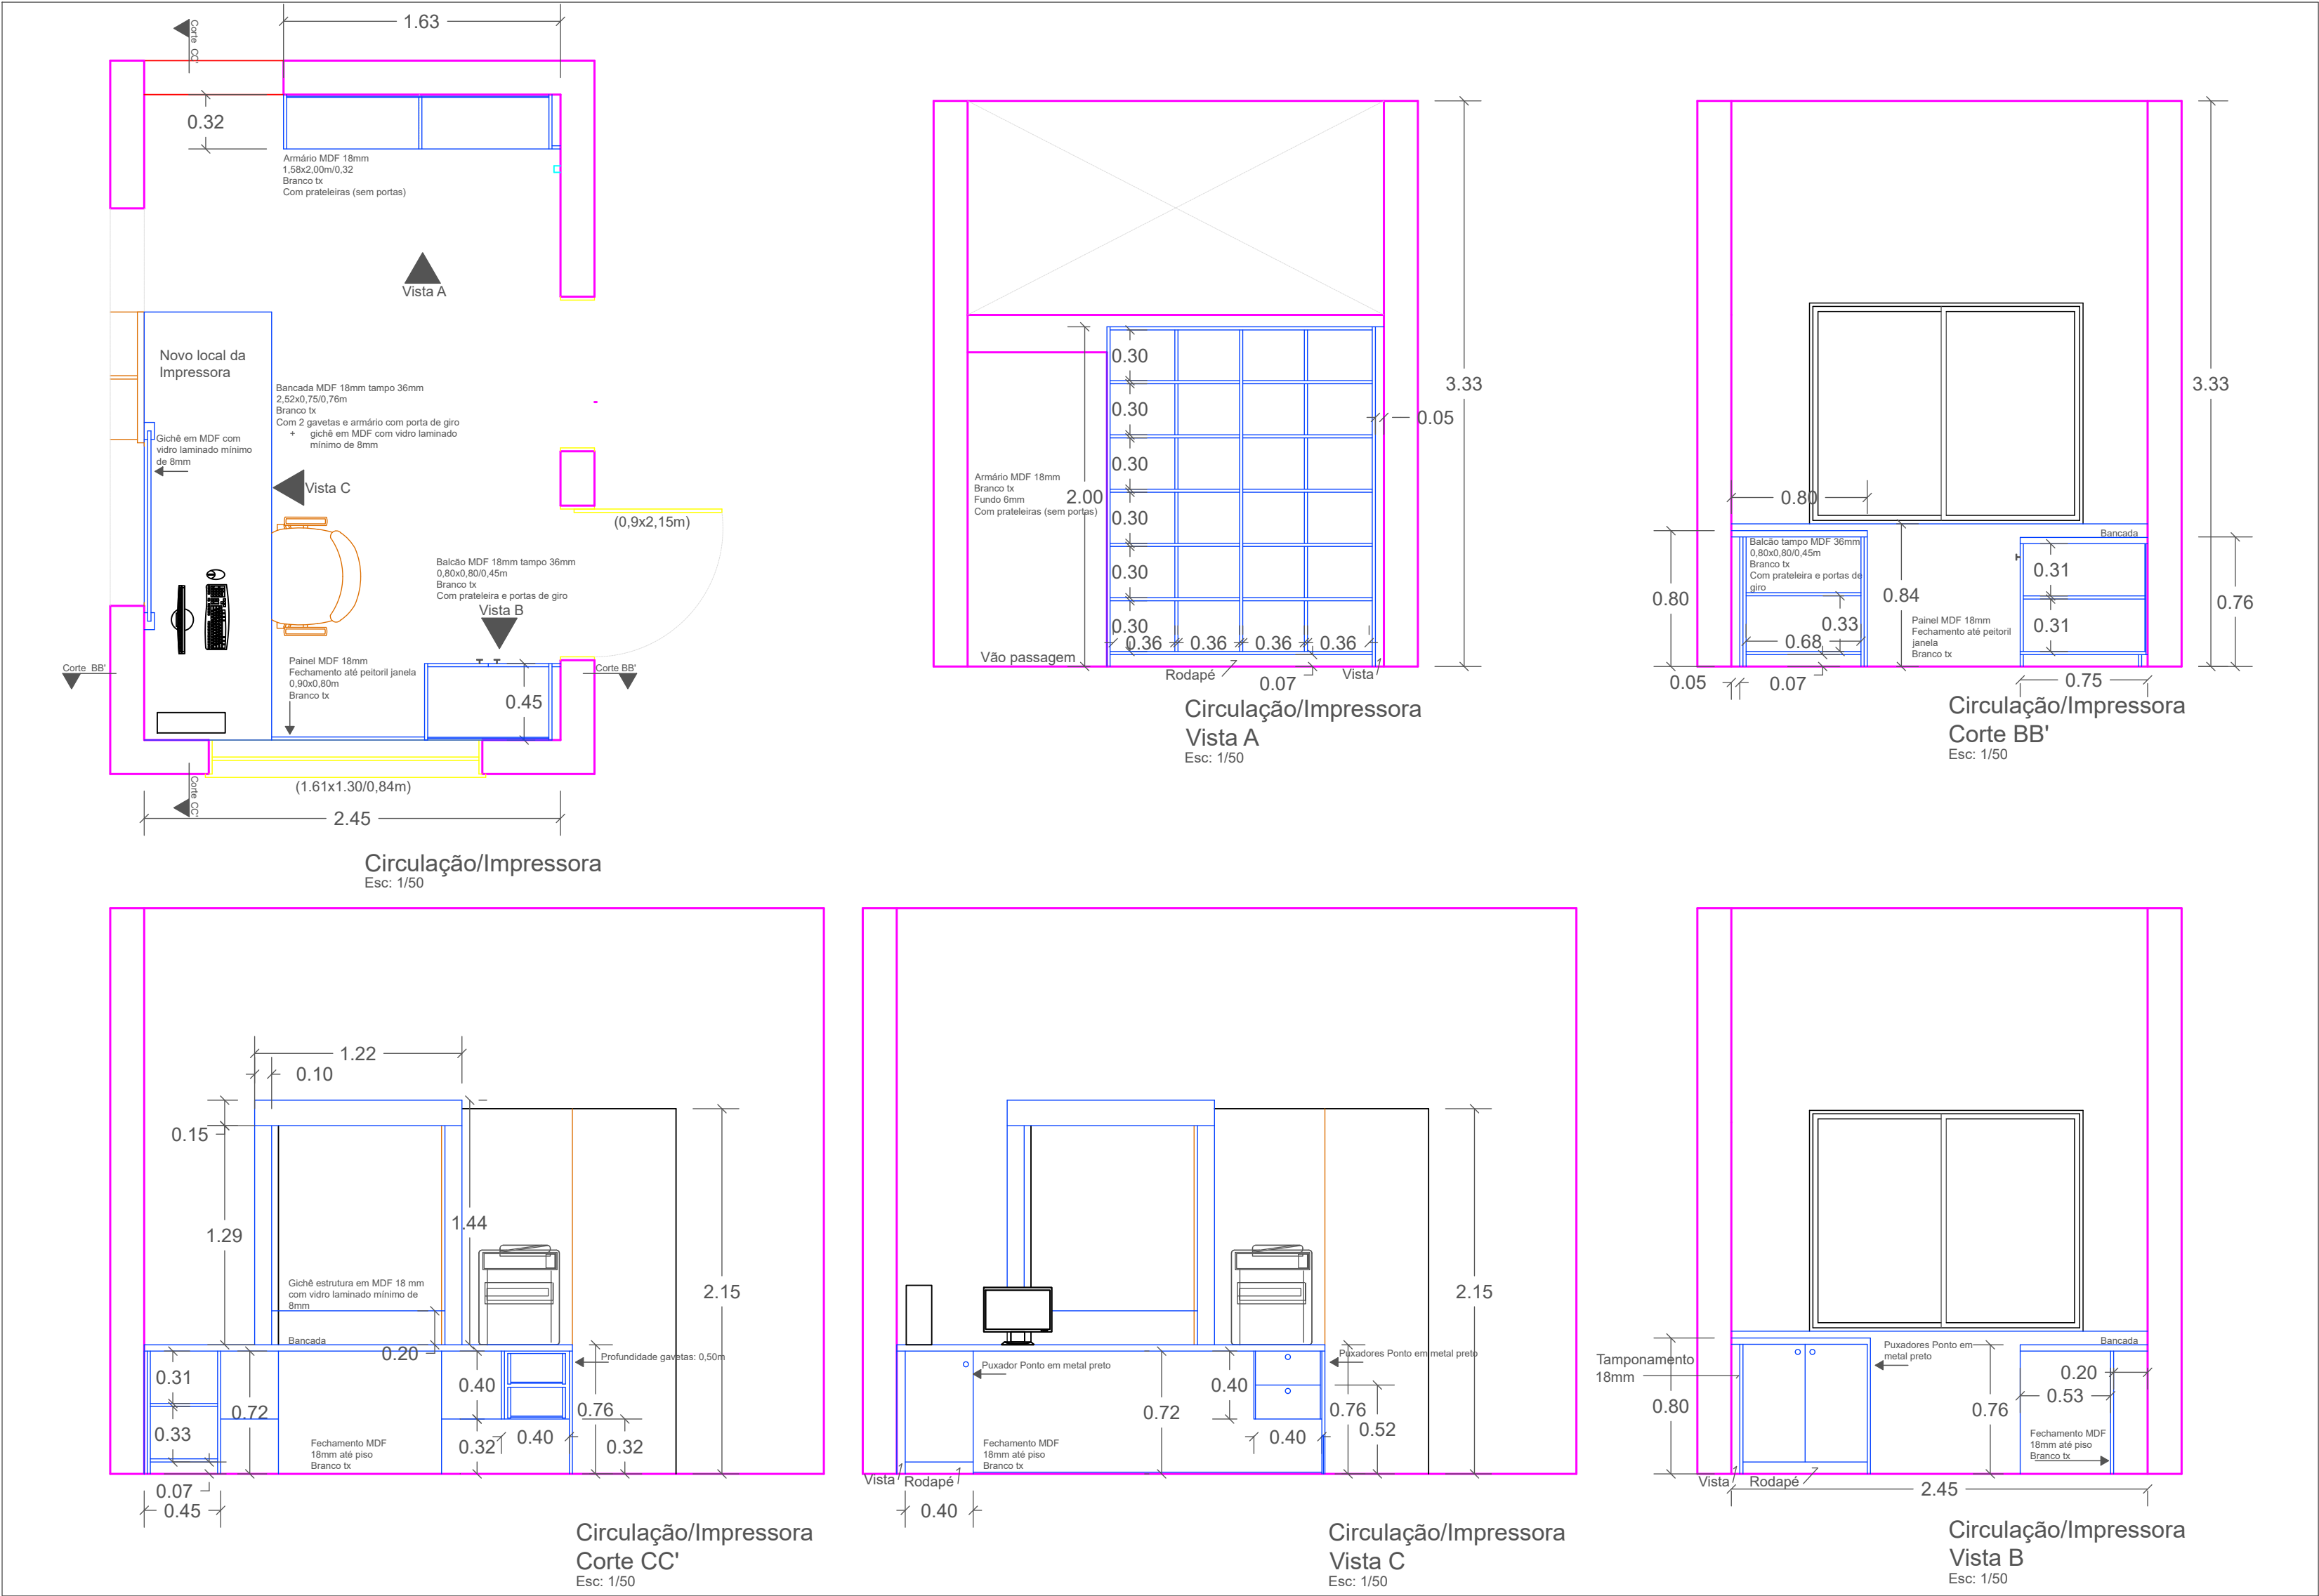 Corte CC'
1.63
0.32
Armário MDF 18mm
1,58x2,00m/0,32
Branco tx
Com prateleiras (sem portas)
Vista A
Novo local da
Impressora
Bancada MDF 18mm tampo 36mm
2,52x0,75/0,76m
Branco tx
Com 2 gavetas e armário com porta de giro
+ gichê em MDF com vidro laminado
mínimo de 8mm
Gichê em MDF com
vidro laminado mínimo
de 8mm
Vista C
(0,9x2,15m)
Balcão MDF 18mm tampo 36mm
0,80x0,80/0,45m
Branco tx
Com prateleira e portas de giro
Vista B
Corte BB'
Painel MDF 18mm
Fechamento até peitoril janela
0,90x0,80m
Branco tx
Corte BB'
0.45
Corte CC'
(1.61x1.30/0,84m)
2.45
Circulação/Impressora
Esc: 1/50
0.30
0.30
0.30
0.30
0.30
0.30
2.00
Armário MDF 18mm
Branco tx
Fundo 6mm
Com prateleiras (sem portas)
3.33
0.05
0.36
0.36
0.36
0.36
Vão passagem
Rodapé
0.07
Vista
Circulação/Impressora
Vista A
Esc: 1/50
3.33
0.80
Bancada
Balcão tampo MDF 36mm
0,80x0,80/0,45m
Branco tx
Com prateleira e portas de
giro
0.31
0.80
0.84
0.76
0.33
0.68
Painel MDF 18mm
Fechamento até peitoril
janela
Branco tx
0.31
0.05
0.07
0.75
Circulação/Impressora
Corte BB'
Esc: 1/50
1.22
0.10
0.15
1.29
1.44
2.15
Gichê estrutura em MDF 18 mm
com vidro laminado mínimo de
8mm
Bancada
0.20
Profundidade gavetas: 0,50m
0.31
0.40
0.72
0.76
0.33
0.32
0.40
0.32
Fechamento MDF
18mm até piso
Branco tx
0.07
0.45
Circulação/Impressora
Corte CC'
Esc: 1/50
2.15
Puxadores Ponto em metal preto
Puxador Ponto em metal preto
0.40
0.72
0.76
0.52
0.40
Fechamento MDF
18mm até piso
Branco tx
Vista
Rodapé
0.40
Circulação/Impressora
Vista C
Esc: 1/50
Bancada
Puxadores Ponto em
metal preto
Tamponamento
18mm
0.20
0.53
0.80
0.76
Fechamento MDF
18mm até piso
Branco tx
Vista
Rodapé
2.45
Circulação/Impressora
Vista B
Esc: 1/50